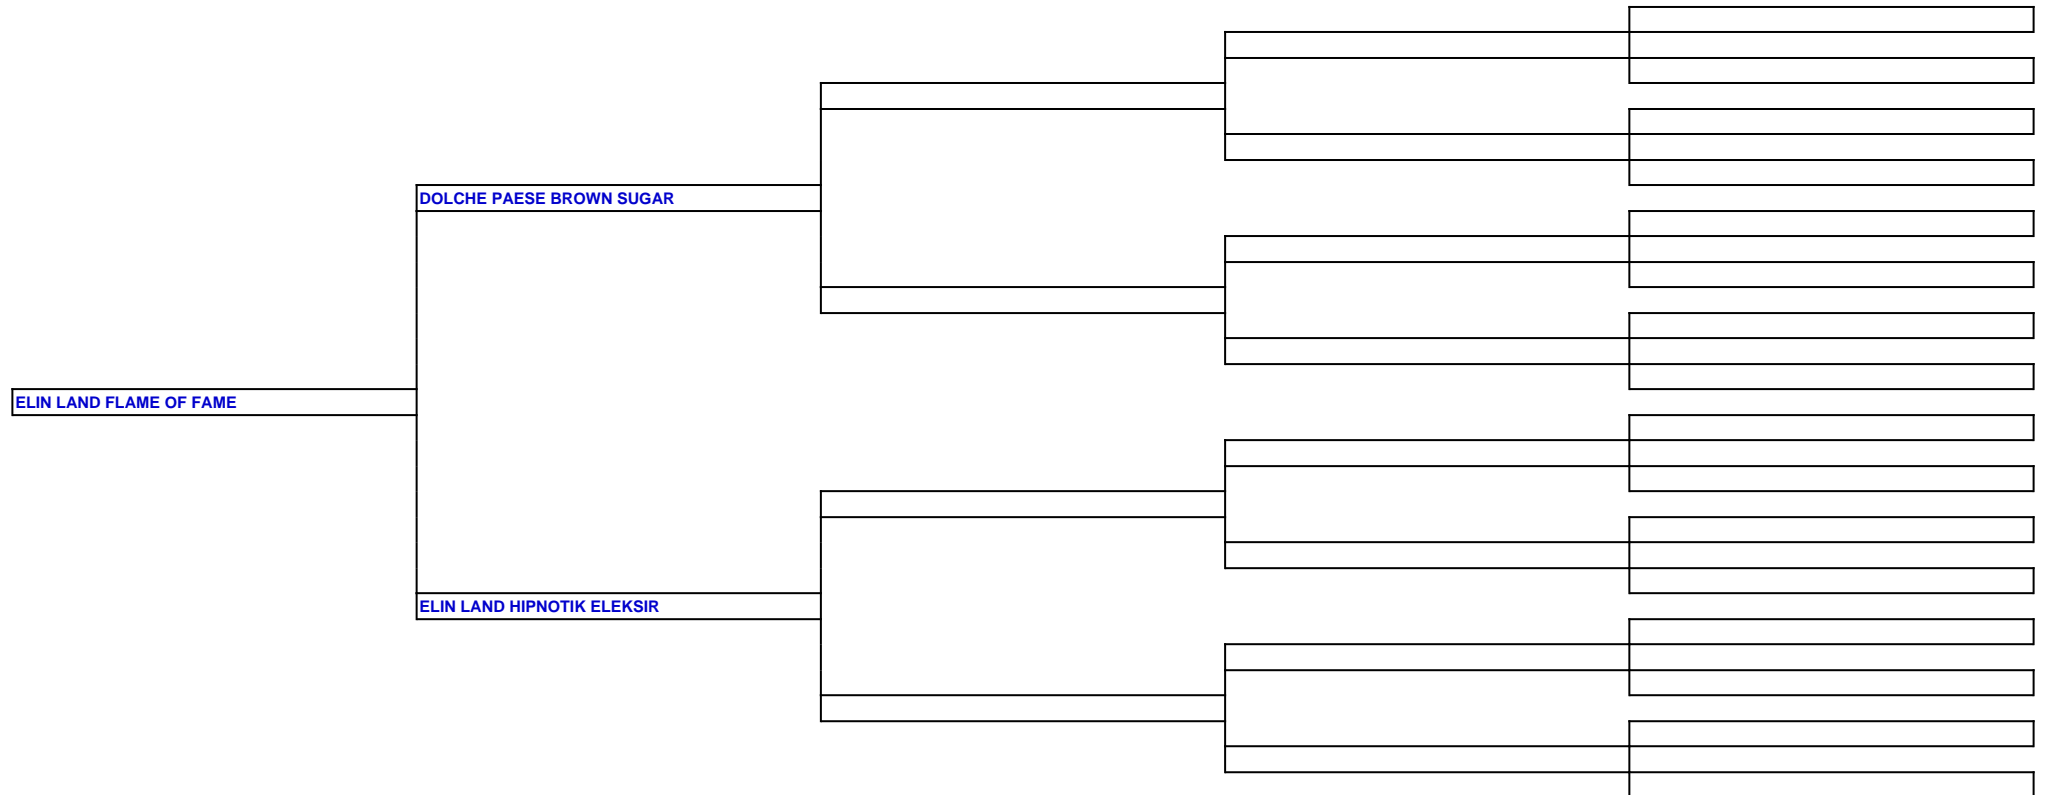 DOLCHE PAESE BROWN SUGAR
ELIN LAND FLAME OF FAME
ELIN LAND HIPNOTIK ELEKSIR